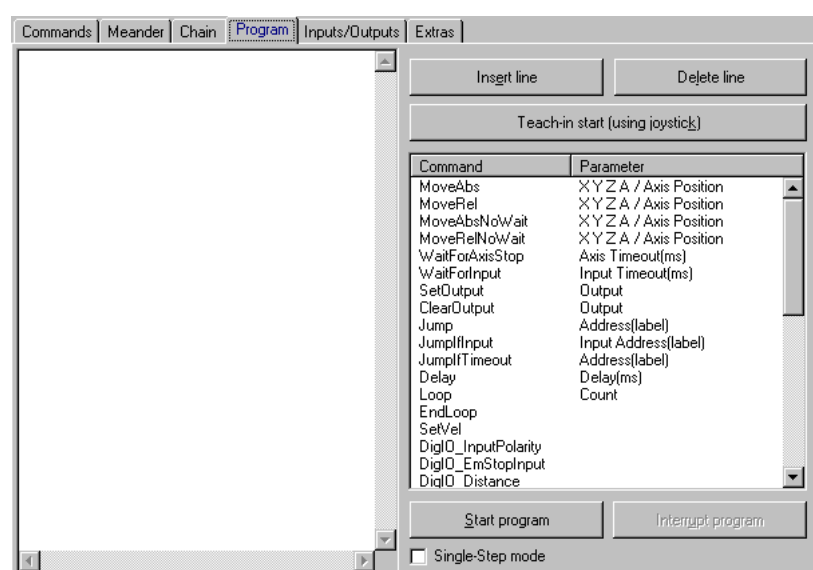 Commands Meander Chain Program Inputs/Outputs Extras
Insert line Delete line
Teach-in start (using joystick)
Command Parameter
MoveAbs X Y Z A / Axis Position
MoveRel X Y Z A / Axis Position
MoveAbsNoWait X Y Z A / Axis Position
MoveRelNoWait X Y Z A / Axis Position
WaitForAxisStop Axis Timeout(ms)
WaitForInput Input Timeout(ms)
SetOutput Output
ClearOutput Output
Jump Address(label)
JumpIfInput Input Address(label)
JumpIfTimeout Address(label)
Delay Delay(ms)
Loop Count
EndLoop
SetVel
DigIO_InputPolarity
DigIO_EmStopInput
DigIO_Distance
Start program Interrupt program
Single-Step mode